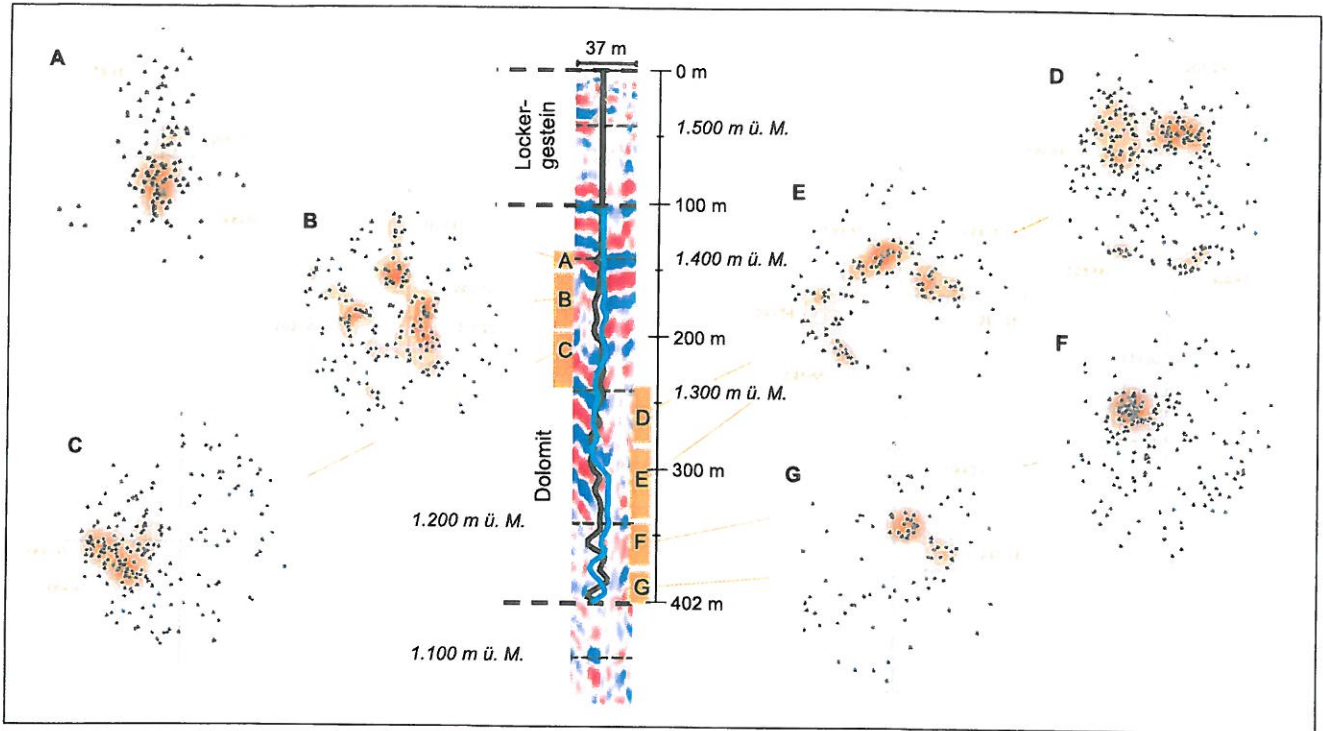 A
B
C
37 m
0 m
1.500 m ü. M.
Locker-
gestein
100 m
1.400 m ü. M.
A
B
200 m
C
1.300 m ü. M.
D
Dolomit
300 m
E
1.200 m ü. M.
F
G
402 m
1.100 m ü. M.
D
E
F
G